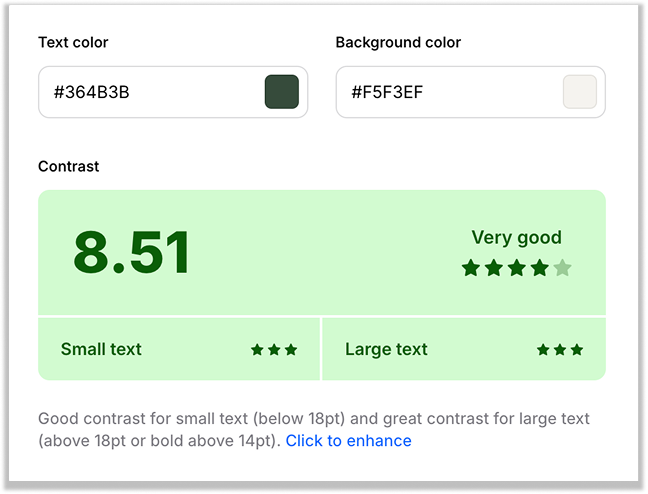 Text color
Background color
#364B3B
#F5F3EF
Contrast
8.51
Very good
Small text
Large text
Good contrast for small text (below 18pt) and great contrast for large text
(above 18pt or bold above 14pt). Click to enhance